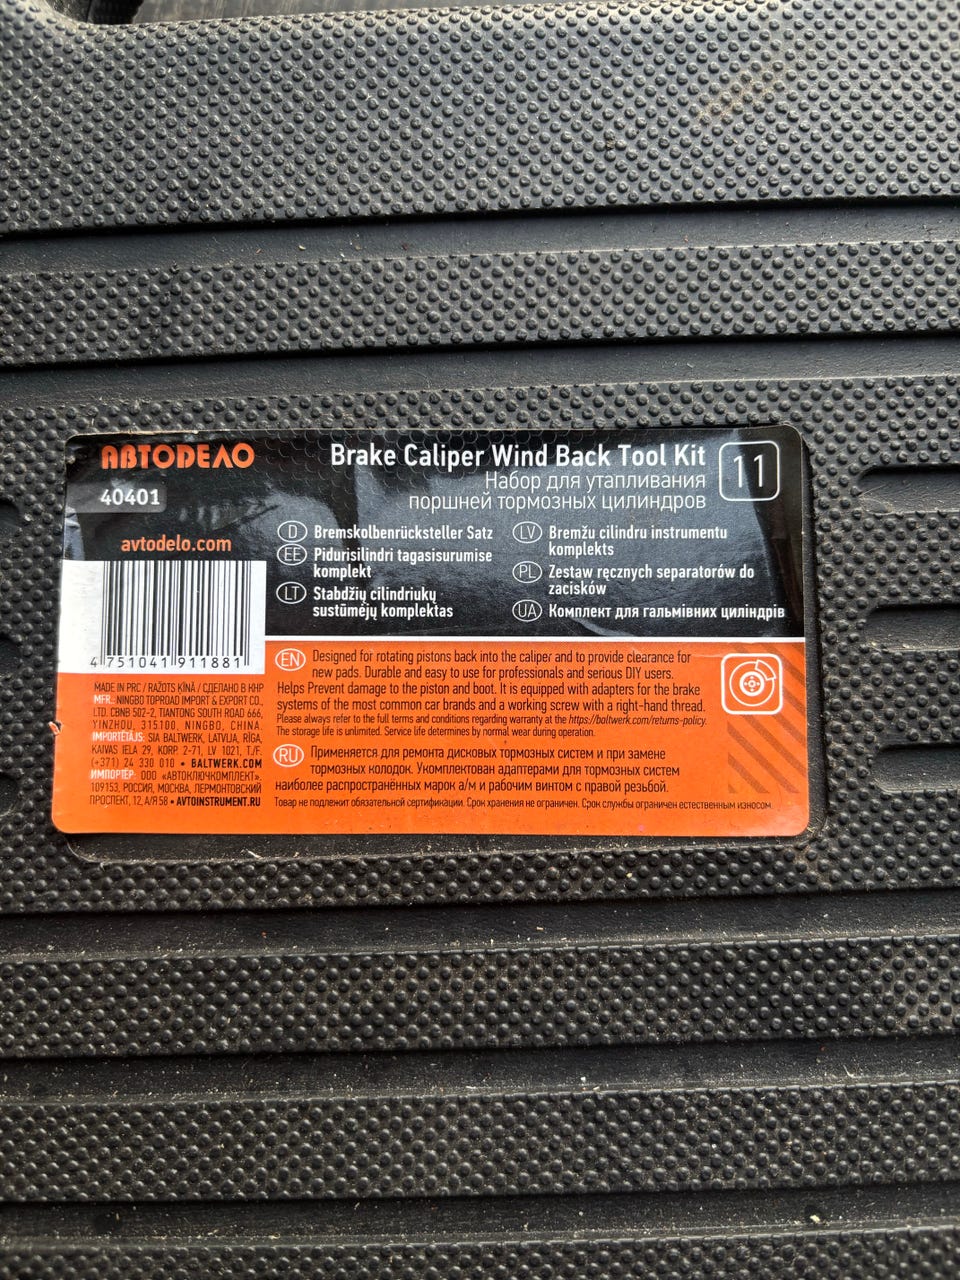 АВТОДЕЛО
40401
avtodelo.com
Brake Caliper Wind Back Tool Kit
Набор для утапливания
поршней тормозных цилиндров
11
D Bremskolbenrücksteller Satz
EE Pidurisilindri tagasisurumise
komplekt
LT Stabdžių cilindriukų
sustūmėjų komplektas
LV Bremžu cilindru instrumentu
komplekts
PL Zestaw ręcznych separatorów do
zacisków
UA Комплект для гальмівних циліндрів
4 751041 911881
MADE IN PRC / RAŽOTS ĶĪNĀ / СДЕЛАНО В КНР
MFR.: NINGBO TOPROAD IMPORT & EXPORT CO.,
LTD. CBNB 502-2, TIANTONG SOUTH ROAD 666,
YINZHOU, 315100, NINGBO, CHINA.
IMPORTĒTĀJS: SIA BALTWERK, LATVIJA, RĪGA,
KAIVAS IELA 29, KORP. 2-71, LV 1021, T./F.
(+371) 24 330 010 • BALTWERK.COM
ИМПОРТЕР: ООО «АВТОКЛЮЧКОМПЛЕКТ».
109153, РОССИЯ, МОСКВА, ЛЕРМОНТОВСКИЙ
ПРОСПЕКТ, 12, А/Я 58 • AVTOINSTRUMENT.RU
EN Designed for rotating pistons back into the caliper and to provide clearance for
new pads. Durable and easy to use for professionals and serious DIY users.
Helps Prevent damage to the piston and boot. It is equipped with adapters for the brake
systems of the most common car brands and a working screw with a right-hand thread.
Please always refer to the full terms and conditions regarding warranty at the https://baltwerk.com/returns-policy.
The storage life is unlimited. Service life determines by normal wear during operation.
RU Применяется для ремонта дисковых тормозных систем и при замене
тормозных колодок. Укомплектован адаптерами для тормозных систем
наиболее распространённых марок а/м и рабочим винтом с правой резьбой.
Товар не подлежит обязательной сертификации. Срок хранения не ограничен. Срок службы ограничен естественным износом.